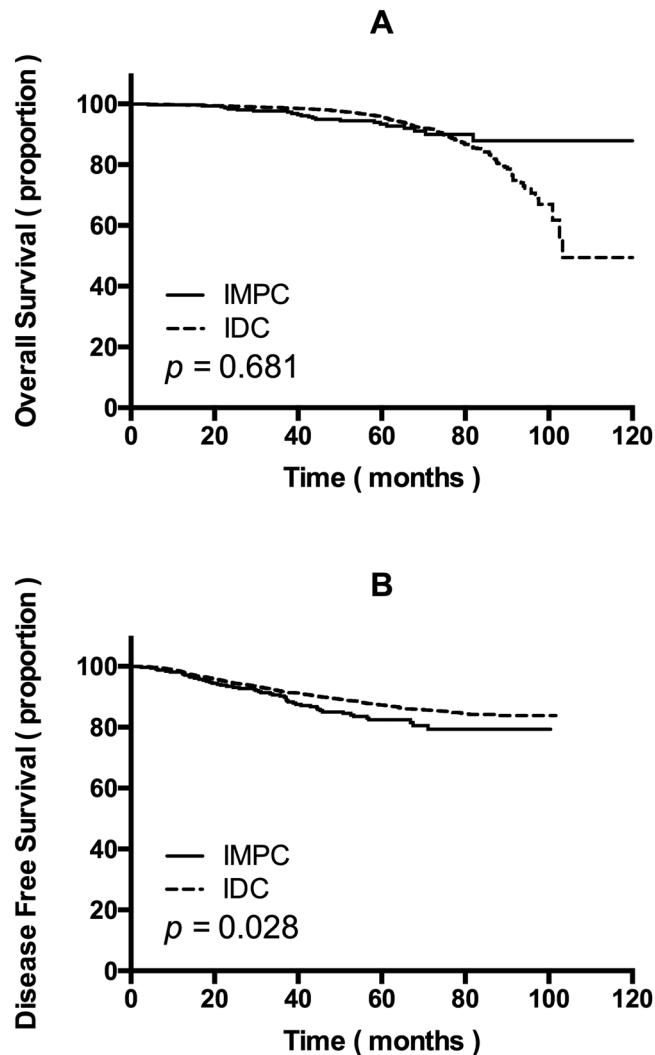 A
Overall Survival ( proportion )
100
80
60
40
20
0
IMPC
IDC
p = 0.681
0 20 40 60 80 100 120
Time ( months )
B
Disease Free Survival ( proportion )
100
80
60
40
20
0
IMPC
IDC
p = 0.028
0 20 40 60 80 100 120
Time ( months )